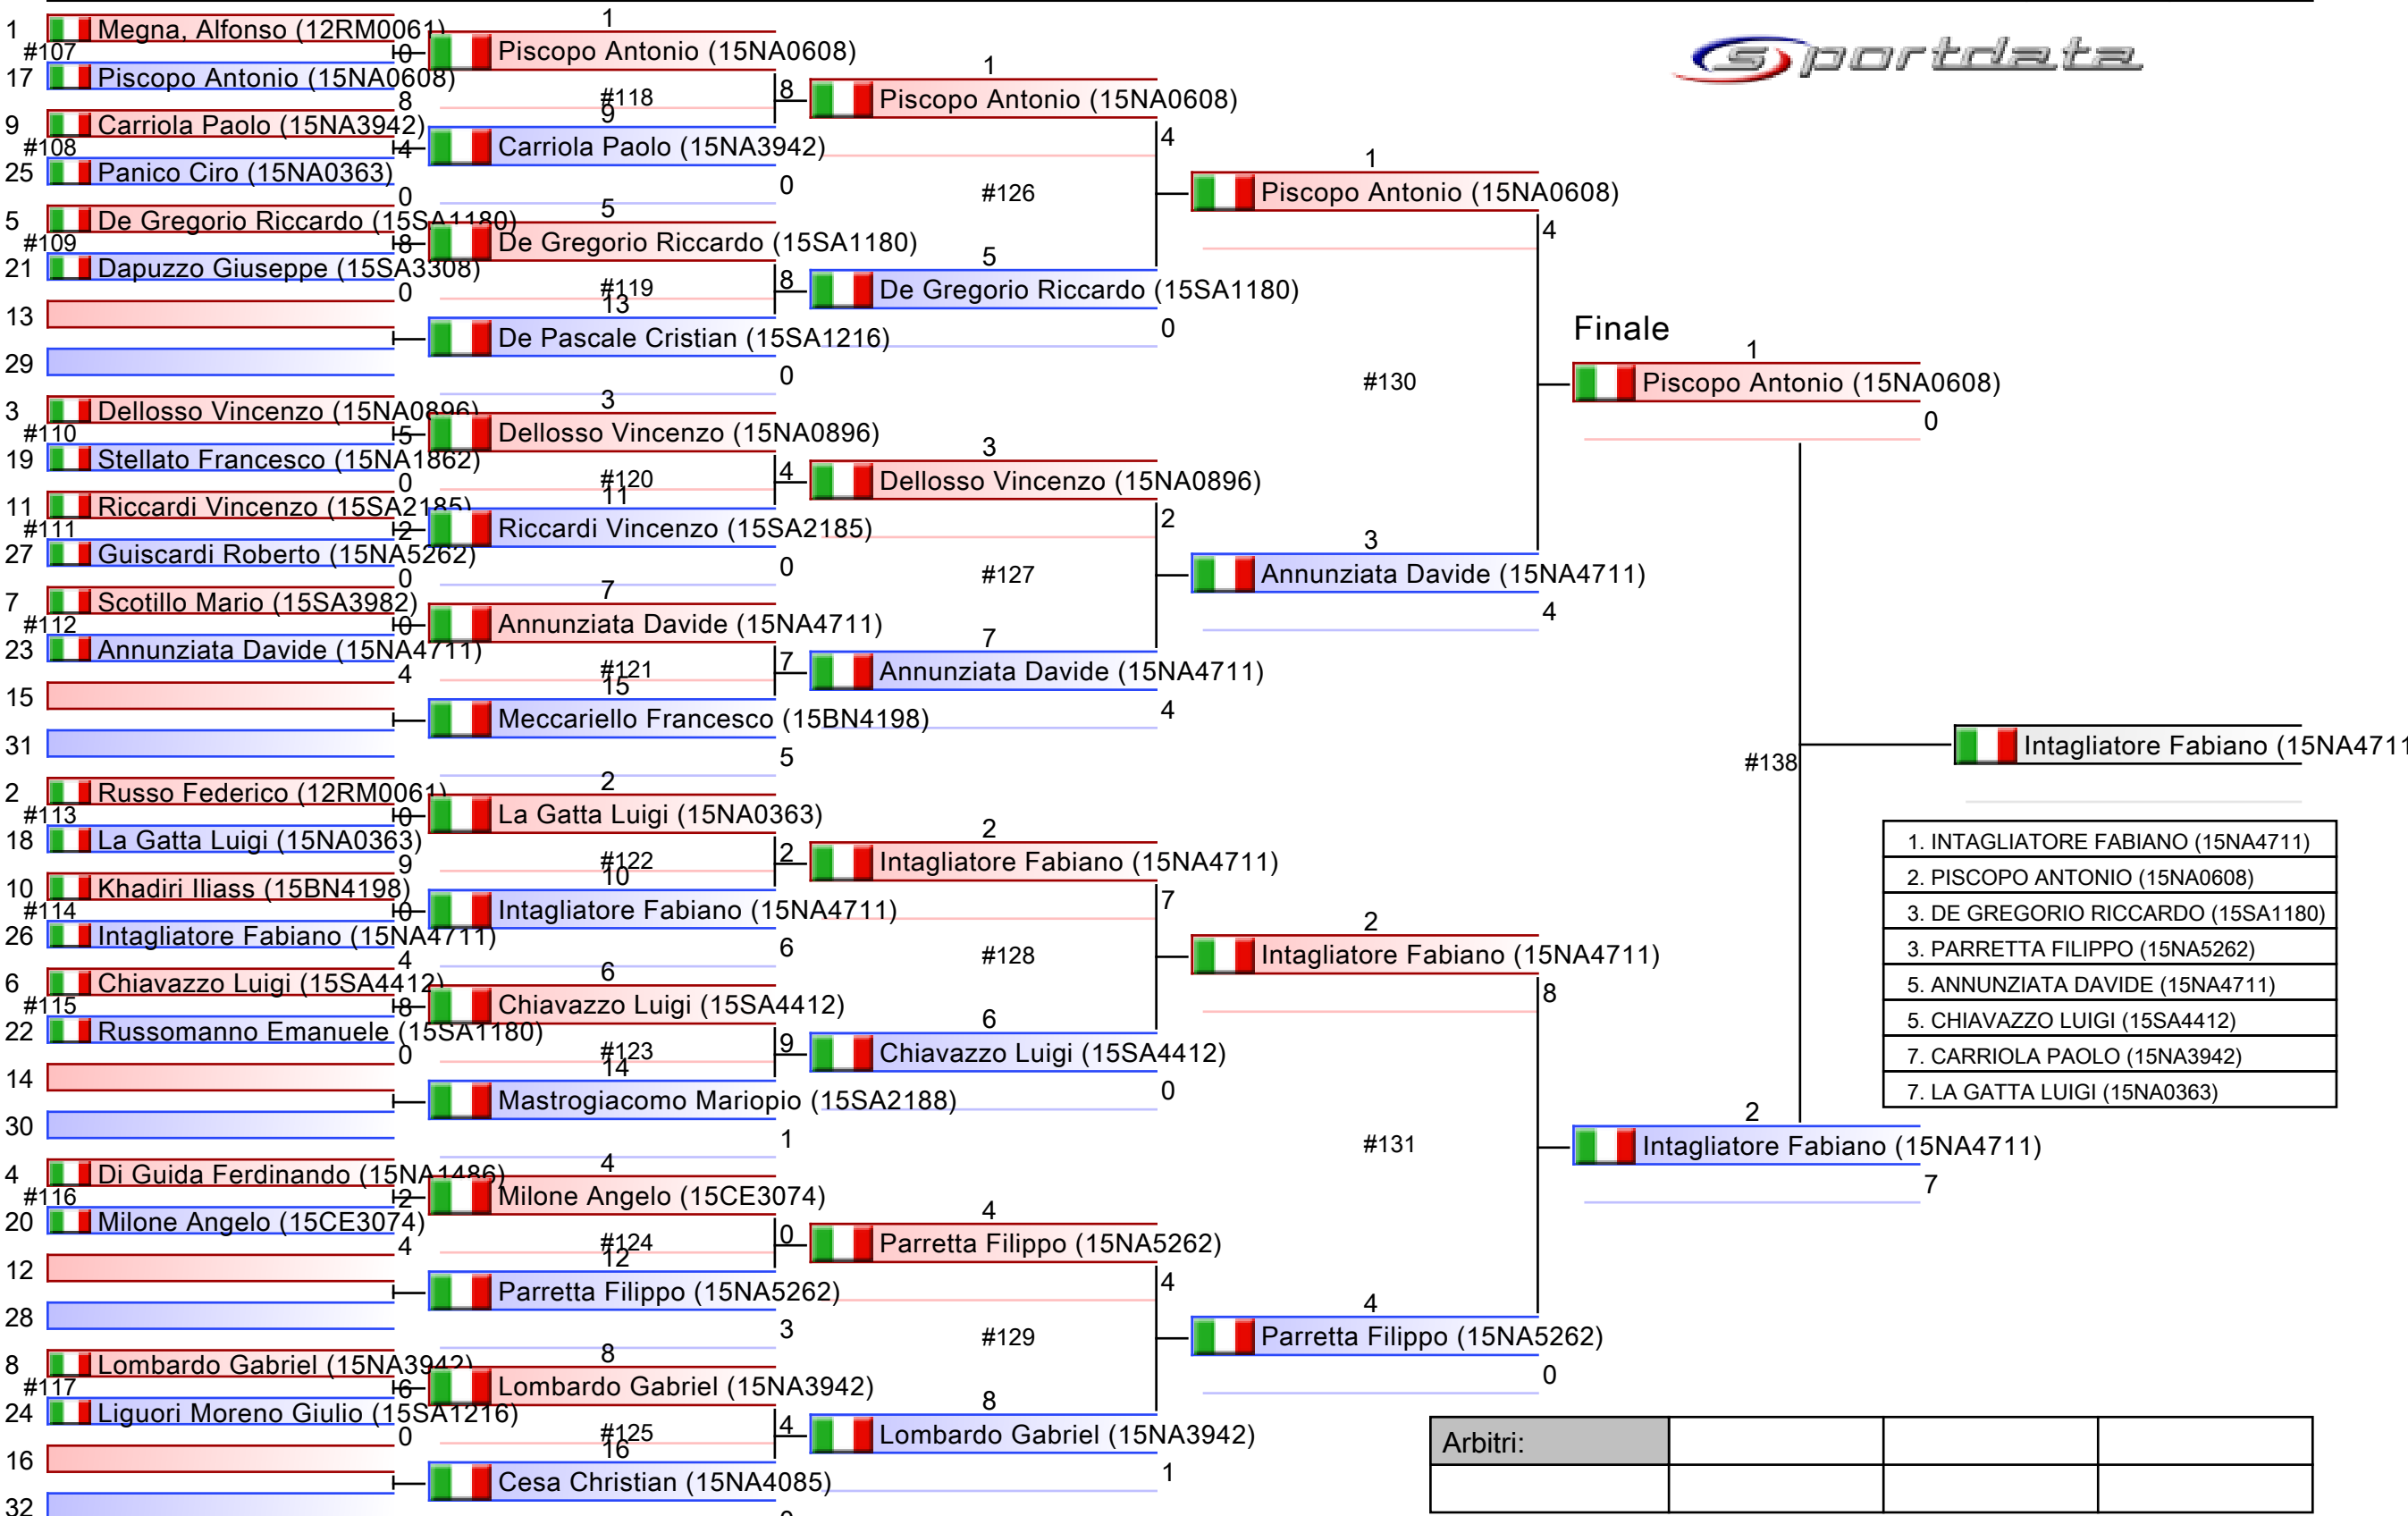 sportdata
1 Megna, Alfonso (12RM0061)
#107 0
17 Piscopo Antonio (15NA0608)
8
9 Carriola Paolo (15NA3942)
#108 4
25 Panico Ciro (15NA0363)
0
5 De Gregorio Riccardo (15SA1180)
#109 8
21 Dapuzzo Giuseppe (15SA3308)
0
13
29
3 Dellosso Vincenzo (15NA0896)
#110 5
19 Stellato Francesco (15NA1862)
0
11 Riccardi Vincenzo (15SA2185)
#111 2
27 Guiscardi Roberto (15NA5262)
0
7 Scotillo Mario (15SA3982)
#112 0
23 Annunziata Davide (15NA4711)
4
15
31
2 Russo Federico (12RM0061)
#113 0
18 La Gatta Luigi (15NA0363)
9
10 Khadiri Iliass (15BN4198)
#114 0
26 Intagliatore Fabiano (15NA4711)
4
6 Chiavazzo Luigi (15SA4412)
#115 8
22 Russomanno Emanuele (15SA1180)
0
14
30
4 Di Guida Ferdinando (15NA1486)
#116 2
20 Milone Angelo (15CE3074)
4
12
28
8 Lombardo Gabriel (15NA3942)
#117 6
24 Liguori Moreno Giulio (15SA1216)
0
16
32
1
Piscopo Antonio (15NA0608)
#118 8
9
Carriola Paolo (15NA3942)
0
5
De Gregorio Riccardo (15SA1180)
#119 8
13
De Pascale Cristian (15SA1216)
0
3
Dellosso Vincenzo (15NA0896)
#120 4
11
Riccardi Vincenzo (15SA2185)
0
7
Annunziata Davide (15NA4711)
#121 7
15
Meccariello Francesco (15BN4198)
5
2
La Gatta Luigi (15NA0363)
#122 2
10
Intagliatore Fabiano (15NA4711)
6
6
Chiavazzo Luigi (15SA4412)
#123 9
14
Mastrogiacomo Mariopio (15SA2188)
1
4
Milone Angelo (15CE3074)
#124 0
12
Parretta Filippo (15NA5262)
3
8
Lombardo Gabriel (15NA3942)
#125 4
16
Cesa Christian (15NA4085)
1
Piscopo Antonio (15NA0608)
4
#126
5
De Gregorio Riccardo (15SA1180)
0
3
Dellosso Vincenzo (15NA0896)
2
#127
7
Annunziata Davide (15NA4711)
4
2
Intagliatore Fabiano (15NA4711)
7
#128
6
Chiavazzo Luigi (15SA4412)
0
4
Parretta Filippo (15NA5262)
4
#129
8
Lombardo Gabriel (15NA3942)
1
1
Piscopo Antonio (15NA0608)
4
#130
3
Annunziata Davide (15NA4711)
4
2
Intagliatore Fabiano (15NA4711)
8
#131
4
Parretta Filippo (15NA5262)
0
Finale
1
Piscopo Antonio (15NA0608)
0
#138
2
Intagliatore Fabiano (15NA4711)
7
Intagliatore Fabiano (15NA4711
1. INTAGLIATORE FABIANO (15NA4711)
2. PISCOPO ANTONIO (15NA0608)
3. DE GREGORIO RICCARDO (15SA1180)
3. PARRETTA FILIPPO (15NA5262)
5. ANNUNZIATA DAVIDE (15NA4711)
5. CHIAVAZZO LUIGI (15SA4412)
7. CARRIOLA PAOLO (15NA3942)
7. LA GATTA LUIGI (15NA0363)
Arbitri: